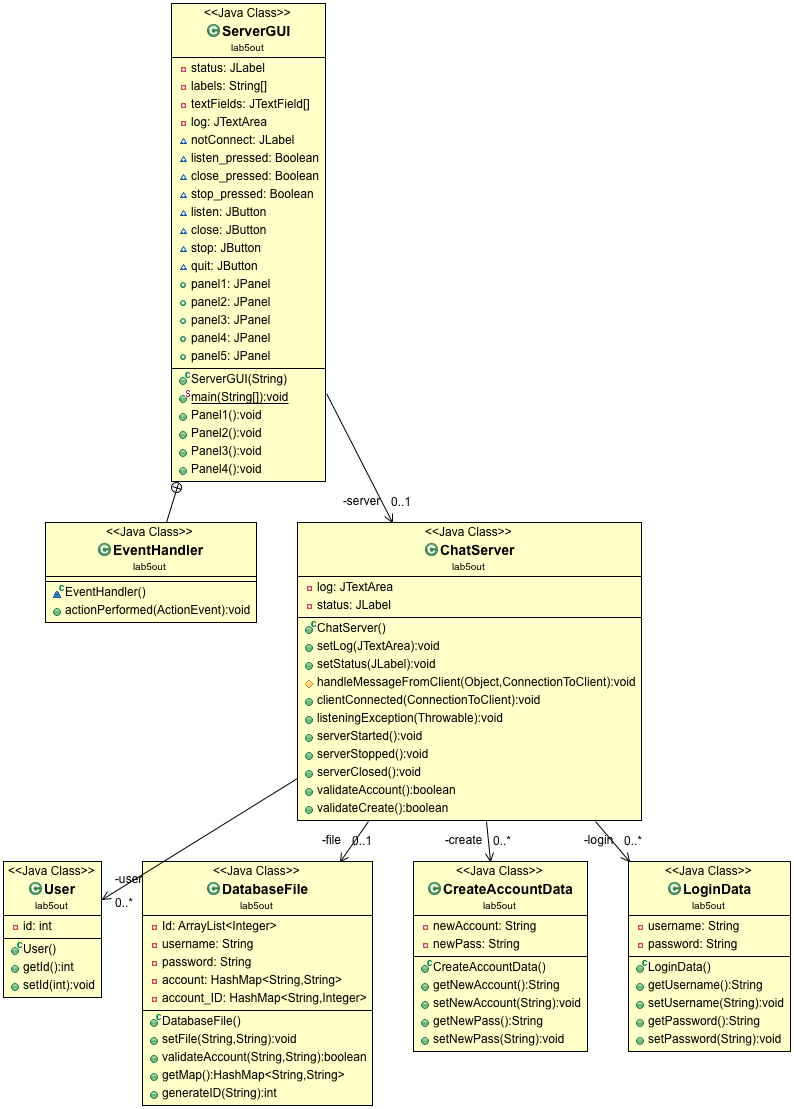 <<Java Class>>
ServerGUI
lab5out
status: JLabel
labels: String[]
textFields: JTextField[]
log: JTextArea
notConnect: JLabel
listen_pressed: Boolean
close_pressed: Boolean
stop_pressed: Boolean
listen: JButton
close: JButton
stop: JButton
quit: JButton
panel1: JPanel
panel2: JPanel
panel3: JPanel
panel4: JPanel
panel5: JPanel
ServerGUI(String)
main(String[]):void
Panel1():void
Panel2():void
Panel3():void
Panel4():void
-server 0..1
<<Java Class>>
EventHandler
lab5out
EventHandler()
actionPerformed(ActionEvent):void
<<Java Class>>
ChatServer
lab5out
log: JTextArea
status: JLabel
ChatServer()
setLog(JTextArea):void
setStatus(JLabel):void
handleMessageFromClient(Object,ConnectionToClient):void
clientConnected(ConnectionToClient):void
listeningException(Throwable):void
serverStarted():void
serverStopped():void
serverClosed():void
validateAccount():boolean
validateCreate():boolean
-user
0..*
-file 0..1
-create 0..*
-login 0..*
<<Java Class>>
User
lab5out
id: int
User()
getId():int
setId(int):void
<<Java Class>>
DatabaseFile
lab5out
Id: ArrayList<Integer>
username: String
password: String
account: HashMap<String,String>
account_ID: HashMap<String,Integer>
DatabaseFile()
setFile(String,String):void
validateAccount(String,String):boolean
getMap():HashMap<String,String>
generateID(String):int
<<Java Class>>
CreateAccountData
lab5out
newAccount: String
newPass: String
CreateAccountData()
getNewAccount():String
setNewAccount(String):void
getNewPass():String
setNewPass(String):void
<<Java Class>>
LoginData
lab5out
username: String
password: String
LoginData()
getUsername():String
setUsername(String):void
getPassword():String
setPassword(String):void